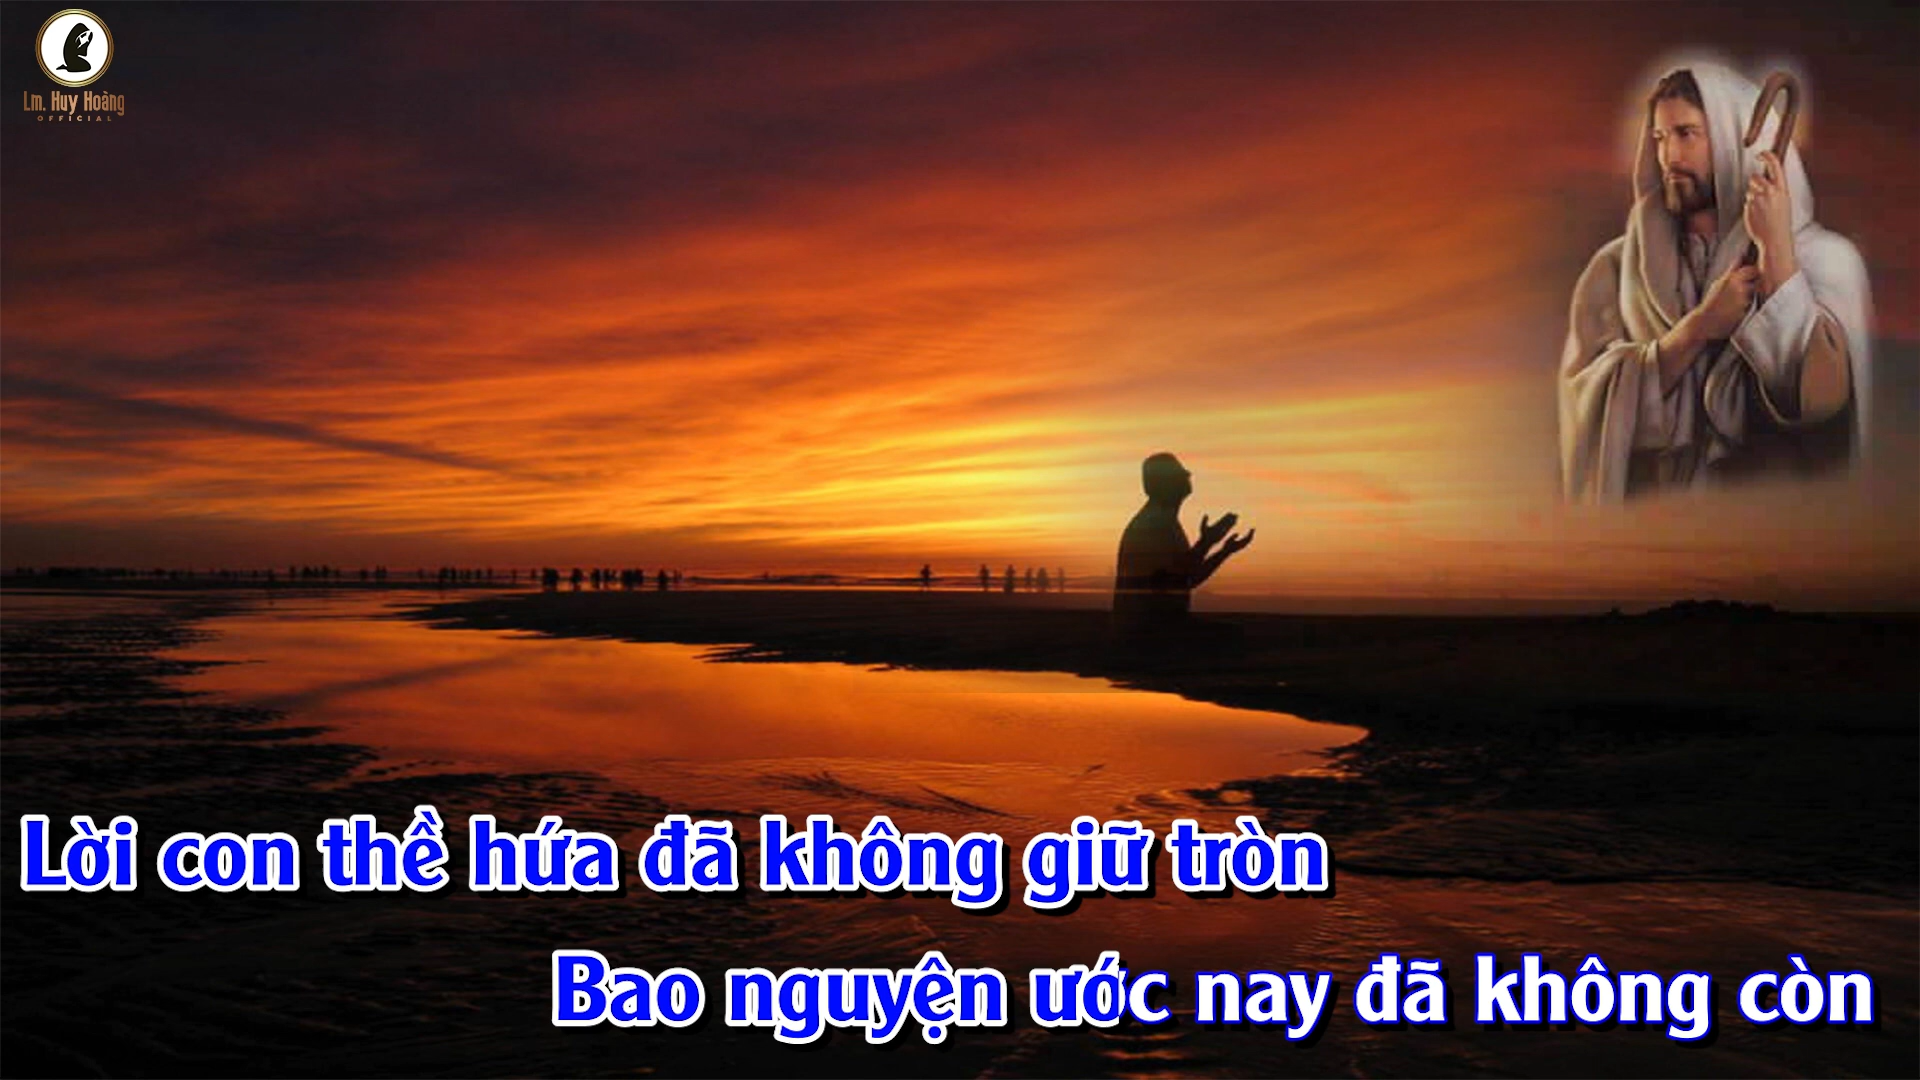 Lm. Huy Hoàng
OFFICIAL
Lời con thề hứa đã không giữ tròn
Bao nguyện ước nay đã không còn